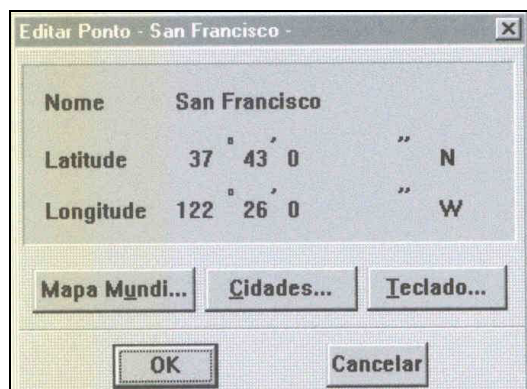 Editar Ponto - San Francisco -
Nome San Francisco
Latitude 37 ° 43 ' 0 " N
Longitude 122 ° 26 ' 0 " W
Mapa Mundi... Cidades... Teclado...
OK Cancelar